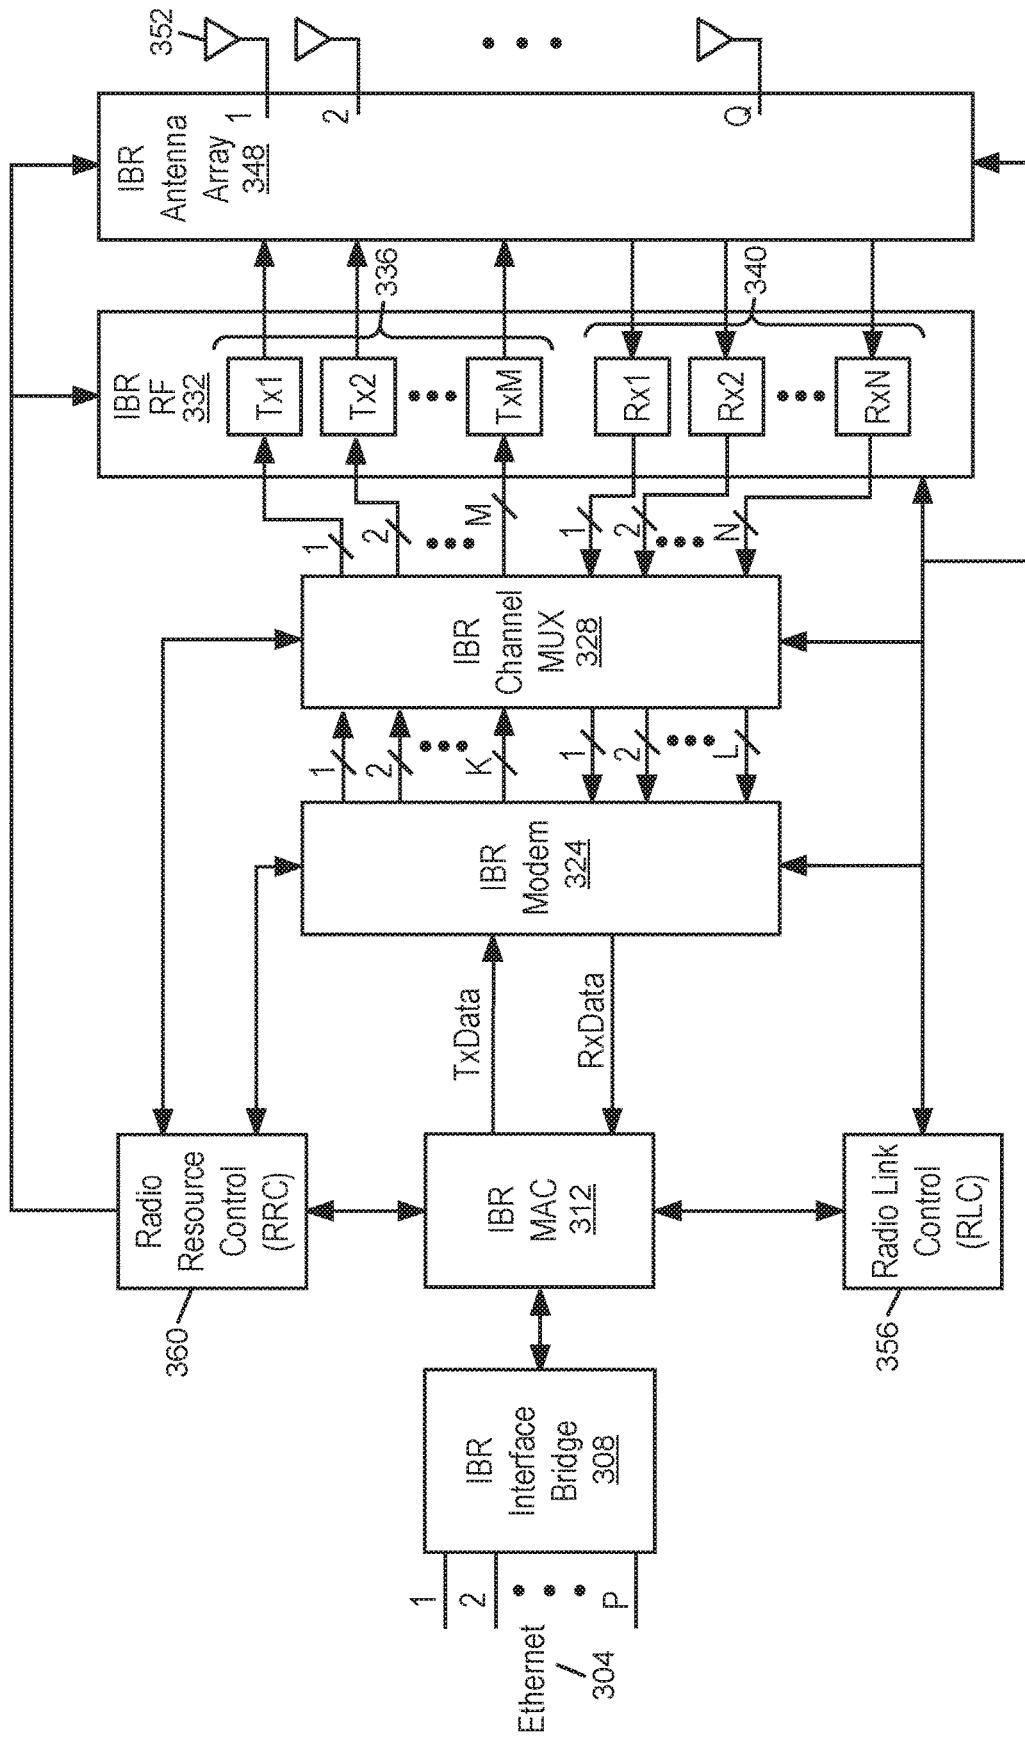 Ethernet
304
1
2
P
IBR
Interface
Bridge
308
360
Radio
Resource
Control
(RRC)
IBR
MAC
312
356
Radio Link
Control
(RLC)
TxData
RxData
IBR
Modem
324
1
2
K
1
2
L
IBR
Channel
MUX
328
1
2
M
1
2
N
IBR
RF
332
Tx1
Tx2
TxM
Rx1
Rx2
RxN
336
340
IBR
Antenna
Array
348
1
2
Q
352